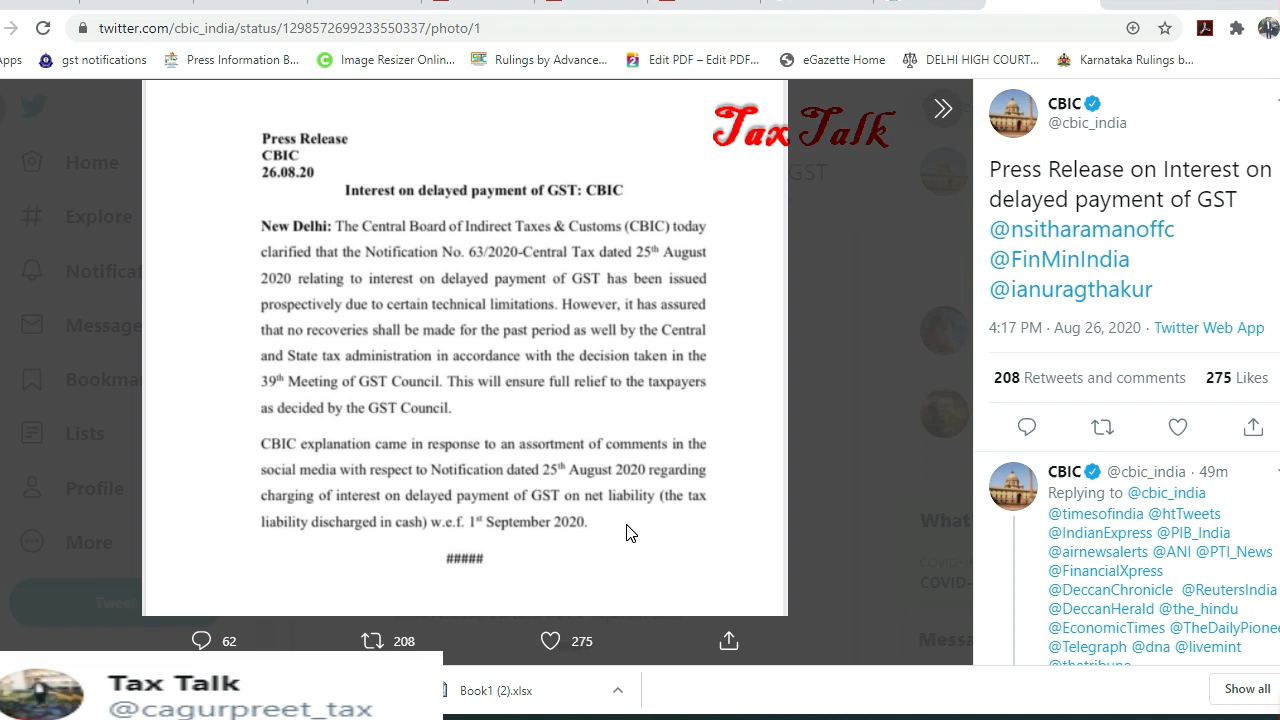 twitter.com/cbic_india/status/1298572699233550337/photo/1
Apps gst notifications Press Information B... Image Resizer Onlin... Rulings by Advance... Edit PDF – Edit PDF... eGazette Home DELHI HIGH COURT... Karnataka Rulings by b...
Home
Explore
Lists
Profile
More
Tweet
Tax Talk
GST
Press Release
CBIC
26.08.20
Interest on delayed payment of GST: CBIC
New Delhi: The Central Board of Indirect Taxes & Customs (CBIC) today
clarified that the Notification No. 63/2020-Central Tax dated 25th August
2020 relating to interest on delayed payment of GST has been issued
prospectively due to certain technical limitations. However, it has assured
that no recoveries shall be made for the past period as well by the Central
and State tax administration in accordance with the decision taken in the
39th Meeting of GST Council. This will ensure full relief to the taxpayers
as decided by the GST Council.
CBIC explanation came in response to an assortment of comments in the
social media with respect to Notification dated 25th August 2020 regarding
charging of interest on delayed payment of GST on net liability (the tax
liability discharged in cash) w.e.f. 1st September 2020.
#####
62 208 275
CBIC
@cbic_india
Press Release on Interest on
delayed payment of GST
@nsitharamanoffc
@FinMinIndia
@ianuragthakur
4:17 PM · Aug 26, 2020 · Twitter Web App
208 Retweets and comments 275 Likes
CBIC @cbic_india · 49m
Replying to @cbic_india
@timesofindia @htTweets
@IndianExpress @PIB_India
@airnewsalerts @ANI @PTI_News
@FinancialXpress
@DeccanChronicle @ReutersIndia
@DeccanHerald @the_hindu
@EconomicTimes @TheDailyPionee
@Telegraph @dna @livemint
@thetribune
Tax Talk
@cagurpreet_tax
Book1 (2).xlsx
Show all